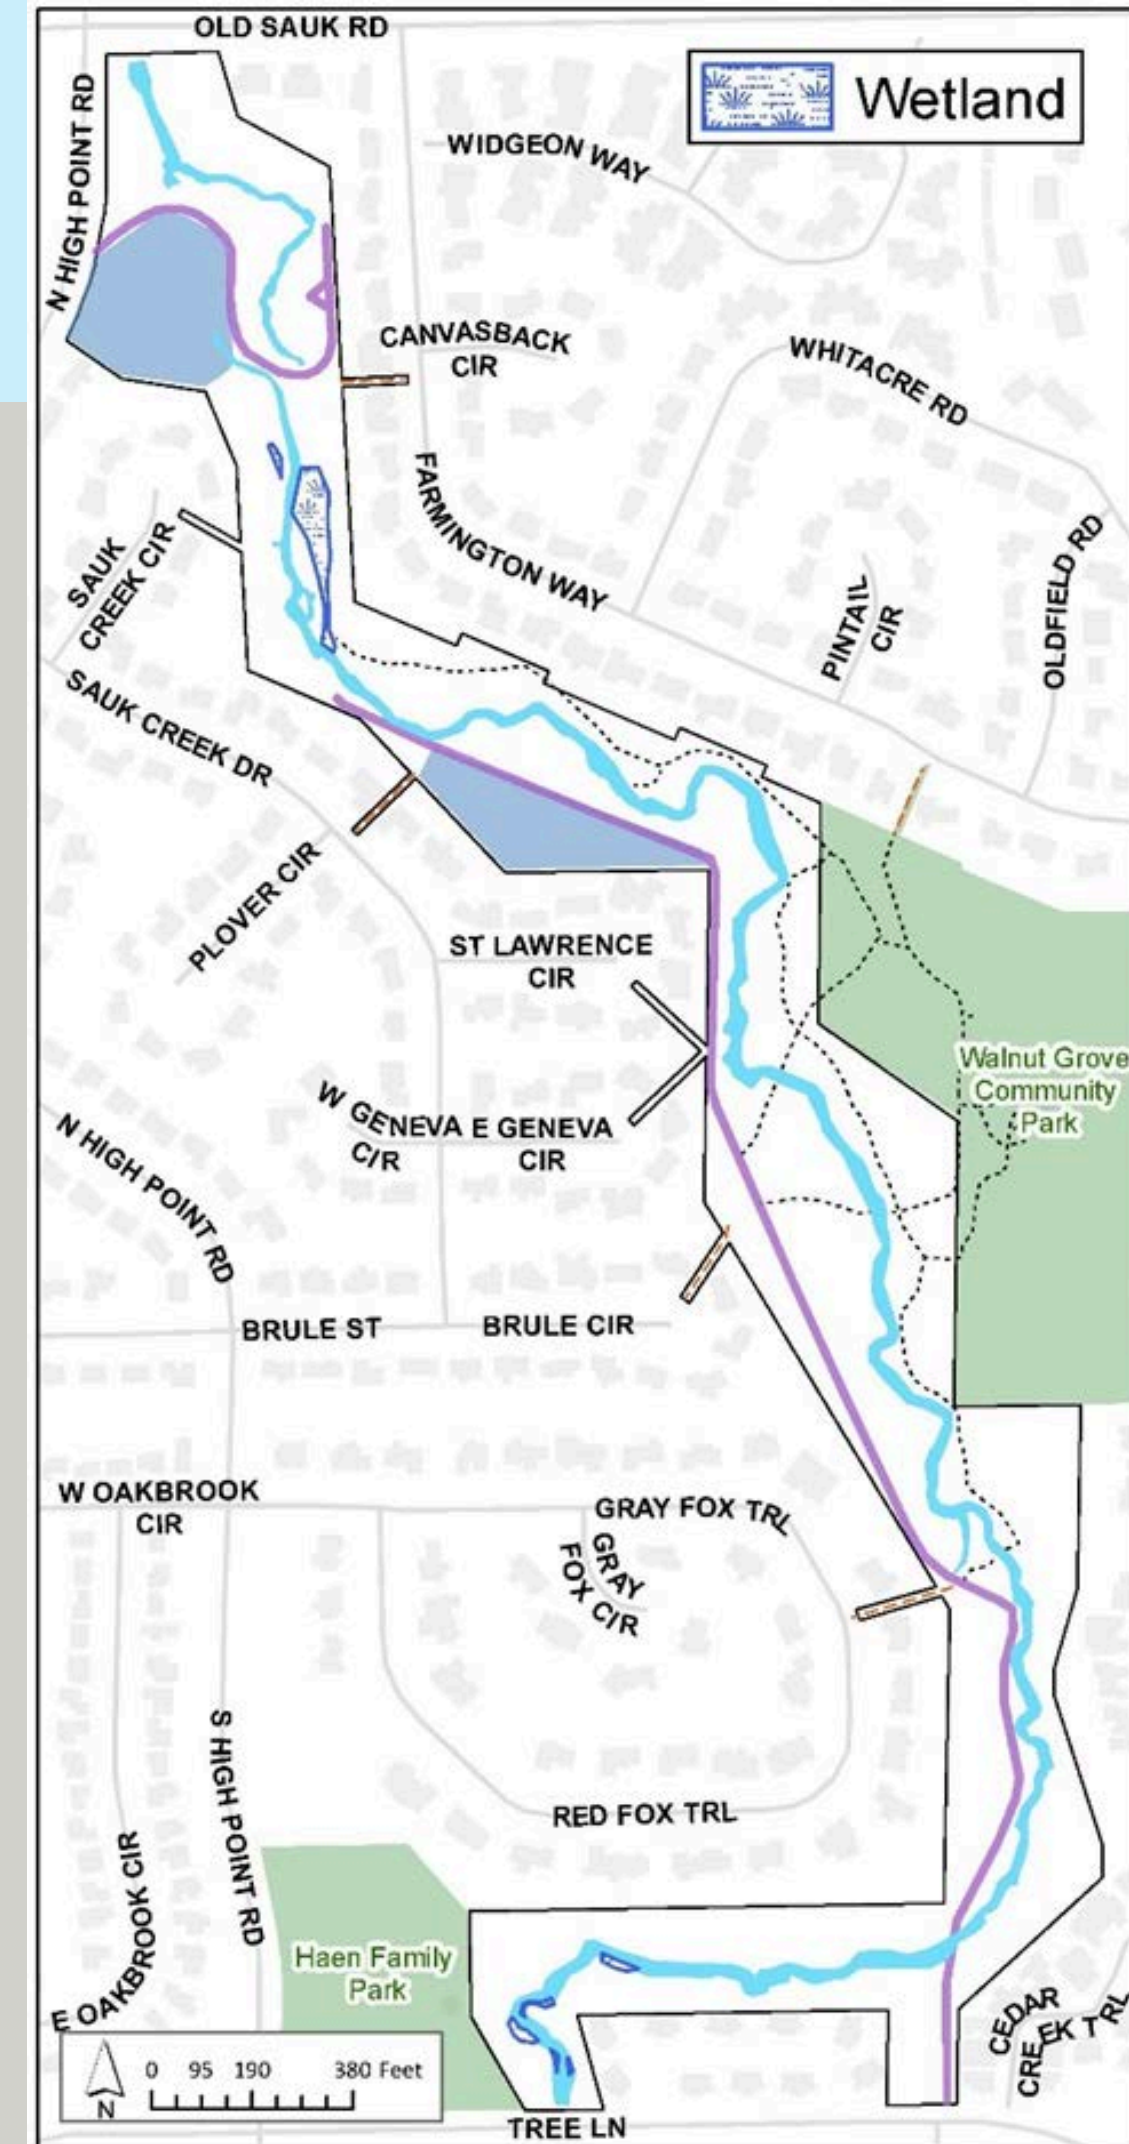 OLD SAUK RD
N HIGH POINT RD
Wetland
WIDGEON WAY
CANVASBACK
CIR
WHITACRE RD
FARMINGTON WAY
SAUK
CREEK CIR
PINTAIL
CIR
OLDFIELD RD
SAUK CREEK DR
PLOVER CIR
ST LAWRENCE
CIR
Walnut Grove
Community
Park
W GENEVA
CIR
E GENEVA
CIR
N HIGH POINT RD
BRULE ST
BRULE CIR
W OAKBROOK
CIR
GRAY FOX TRL
GRAY
FOX CIR
S HIGH POINT RD
RED FOX TRL
E OAKBROOK CIR
Haen Family
Park
CEDAR
CREEK TRL
0 95 190 380 Feet
N
TREE LN